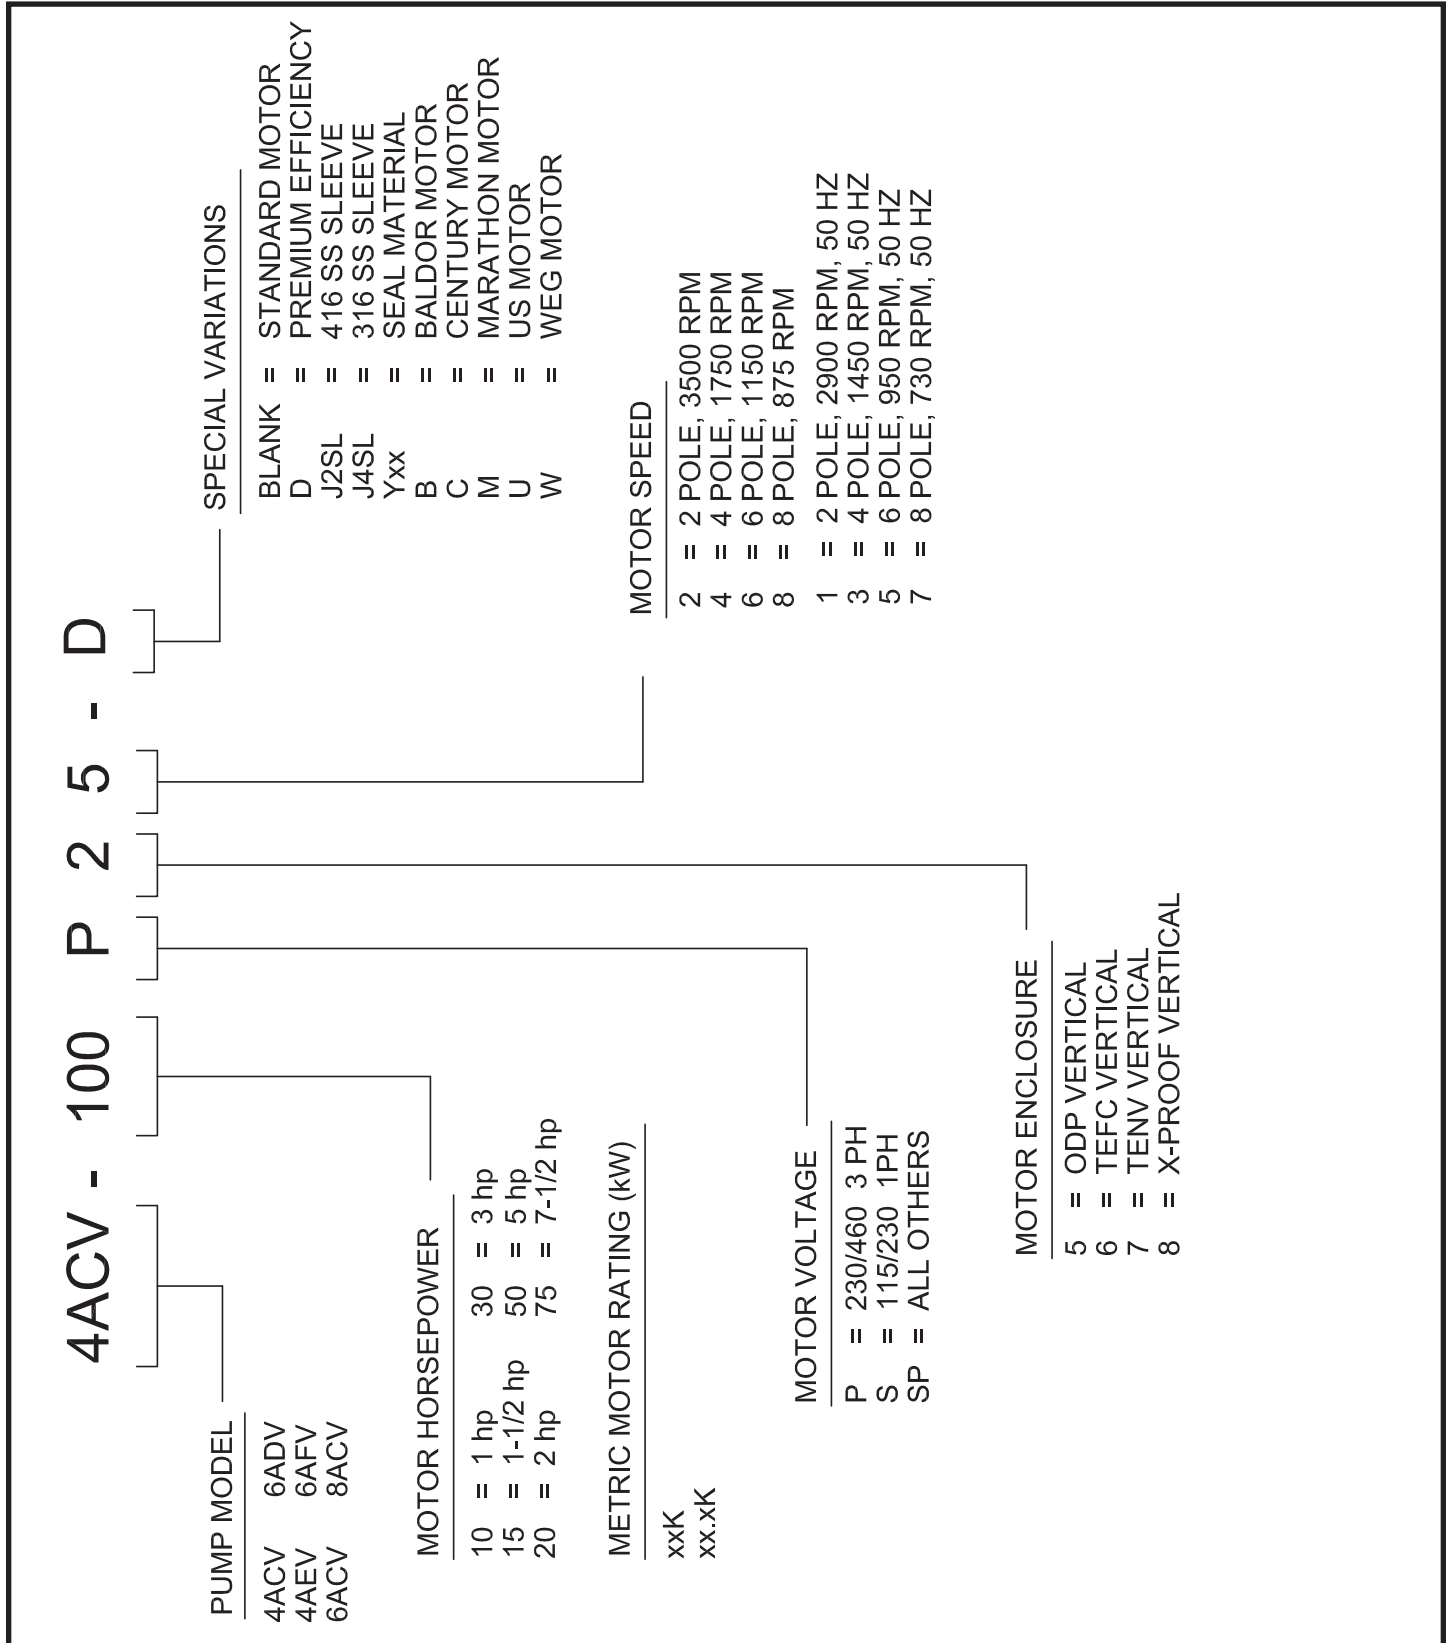 4ACV - 100 P 2 5 - D
PUMP MODEL
4ACV 6ADV
4AEV 6AFV
6ACV 8ACV
MOTOR HORSEPOWER
10 = 1 hp 30 = 3 hp
15 = 1-1/2 hp 50 = 5 hp
20 = 2 hp 75 = 7-1/2 hp
METRIC MOTOR RATING (kW)
xxK
xx.xK
MOTOR VOLTAGE
P = 230/460 3 PH
S = 115/230 1PH
SP = ALL OTHERS
MOTOR ENCLOSURE
5 = ODP VERTICAL
6 = TEFC VERTICAL
7 = TENV VERTICAL
8 = X-PROOF VERTICAL
MOTOR SPEED
2 = 2 POLE, 3500 RPM
4 = 4 POLE, 1750 RPM
6 = 6 POLE, 1150 RPM
8 = 8 POLE, 875 RPM
1 = 2 POLE, 2900 RPM, 50 HZ
3 = 4 POLE, 1450 RPM, 50 HZ
5 = 6 POLE, 950 RPM, 50 HZ
7 = 8 POLE, 730 RPM, 50 HZ
SPECIAL VARIATIONS
BLANK = STANDARD MOTOR
D = PREMIUM EFFICIENCY
J2SL = 416 SS SLEEVE
J4SL = 316 SS SLEEVE
Yxx = SEAL MATERIAL
B = BALDOR MOTOR
C = CENTURY MOTOR
M = MARATHON MOTOR
U = US MOTOR
W = WEG MOTOR